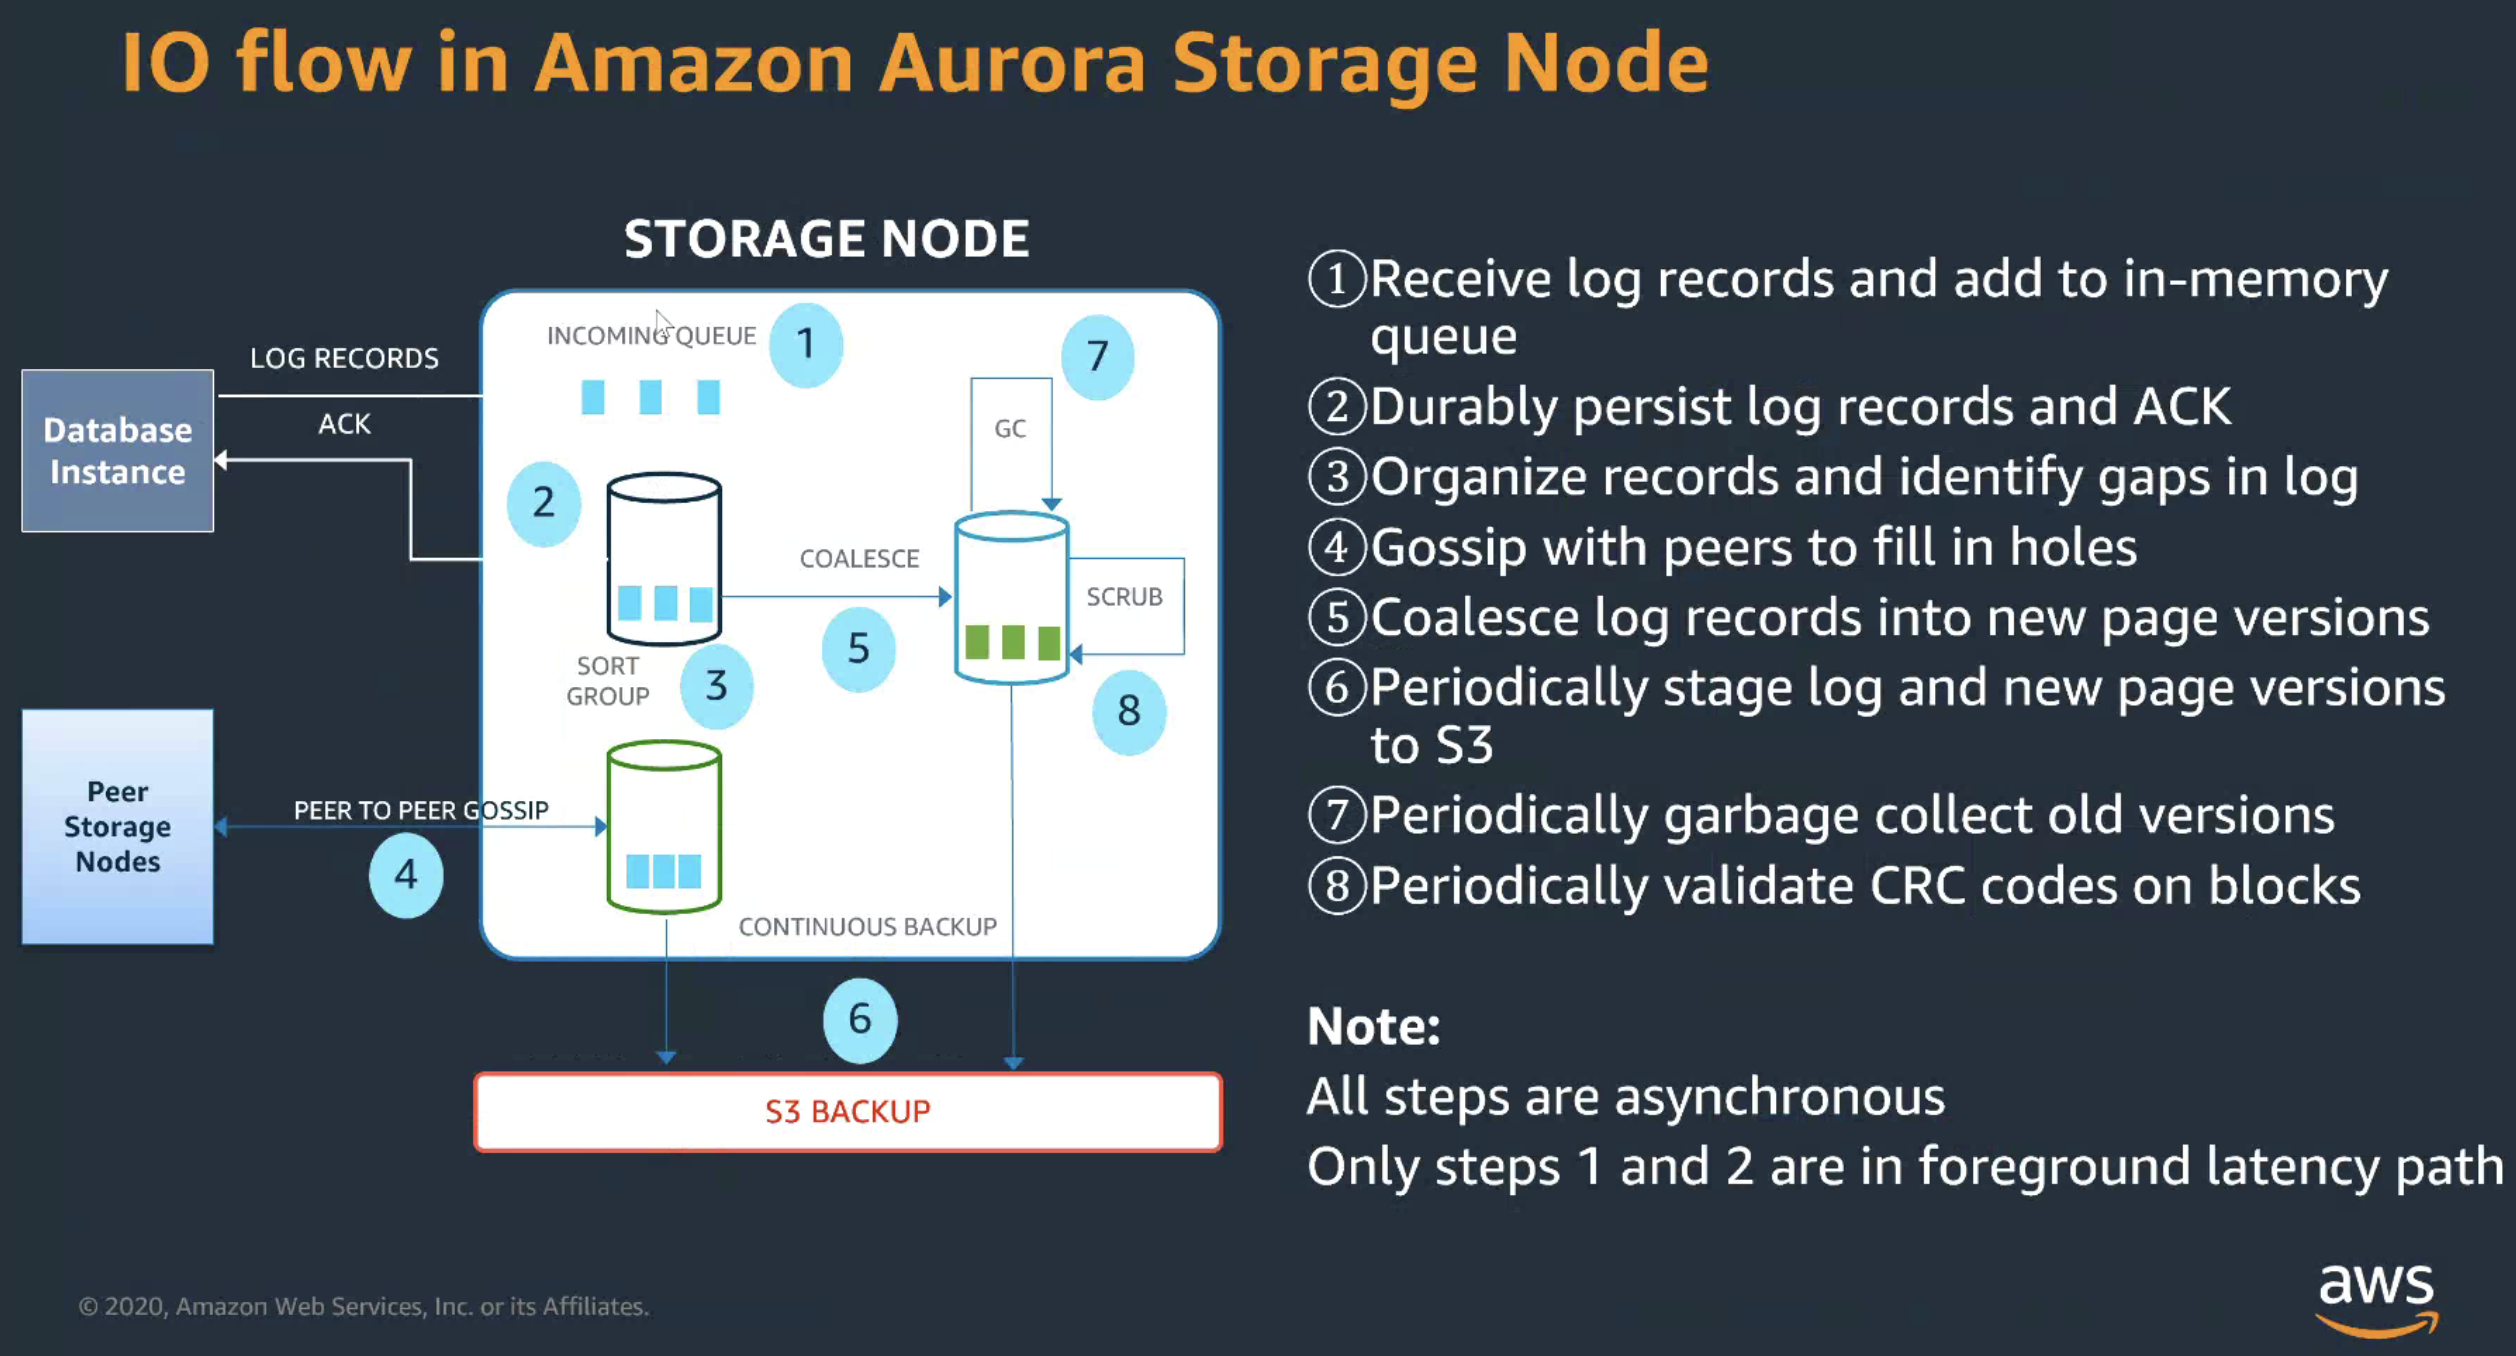 IO flow in Amazon Aurora Storage Node
STORAGE NODE
INCOMING QUEUE
1
7
LOG RECORDS
ACK
Database
Instance
GC
2
COALESCE
SCRUB
5
SORT
GROUP
3
8
Peer
Storage
Nodes
PEER TO PEER GOSSIP
4
CONTINUOUS BACKUP
6
S3 BACKUP
①Receive log records and add to in-memory
queue
②Durably persist log records and ACK
③Organize records and identify gaps in log
④Gossip with peers to fill in holes
⑤Coalesce log records into new page versions
⑥Periodically stage log and new page versions
to S3
⑦Periodically garbage collect old versions
⑧Periodically validate CRC codes on blocks
Note:
All steps are asynchronous
Only steps 1 and 2 are in foreground latency path
© 2020, Amazon Web Services, Inc. or its Affiliates.
aws